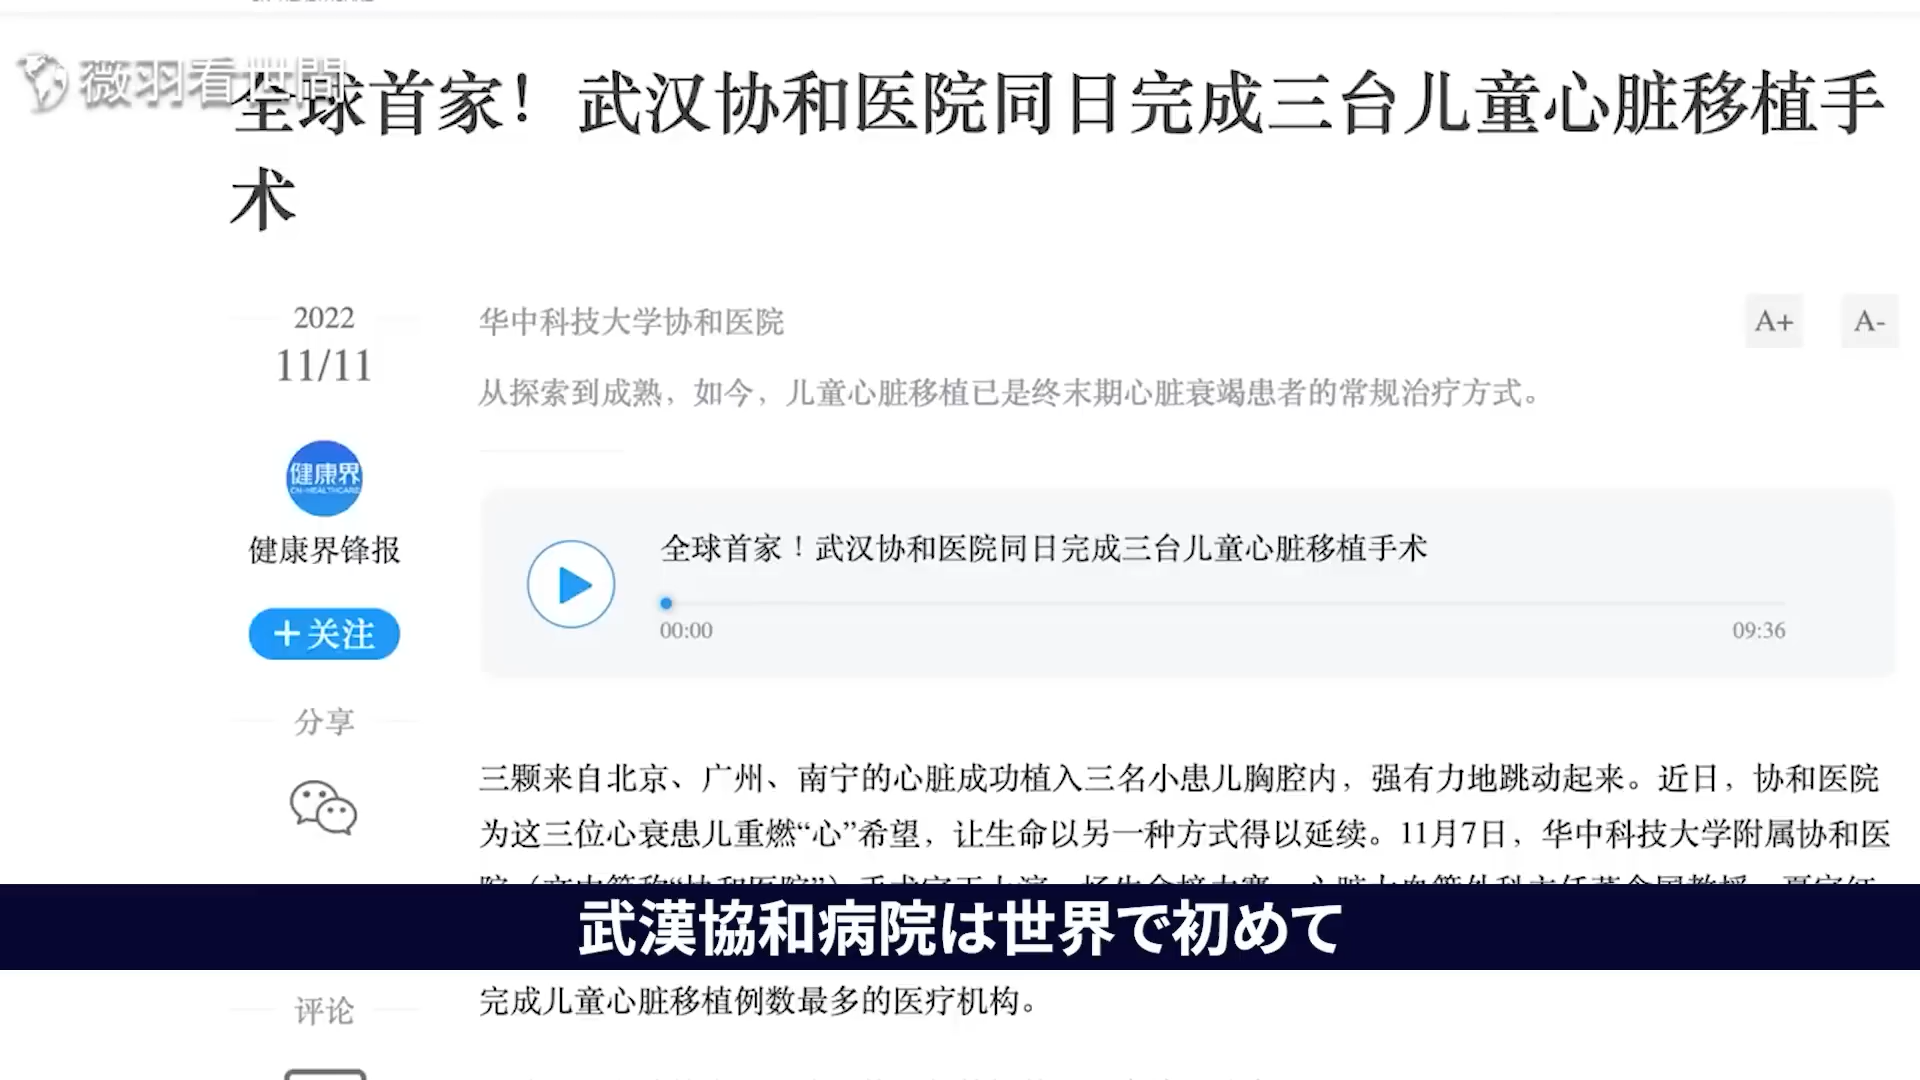 微羽看世間
全球首家！武汉协和医院同日完成三台儿童心脏移植手
术
2022
11/11
华中科技大学协和医院
A+ A-
从探索到成熟，如今，儿童心脏移植已是终末期心脏衰竭患者的常规治疗方式。
健康界
CN-HEALTHCARE
健康界锋报
+关注
全球首家！武汉协和医院同日完成三台儿童心脏移植手术
00:00 09:36
分享
三颗来自北京、广州、南宁的心脏成功植入三名小患儿胸腔内，强有力地跳动起来。近日，协和医院
为这三位心衰患儿重燃“心”希望，让生命以另一种方式得以延续。11月7日，华中科技大学附属协和医
武漢協和病院は世界で初めて
完成儿童心脏移植例数最多的医疗机构。
评论